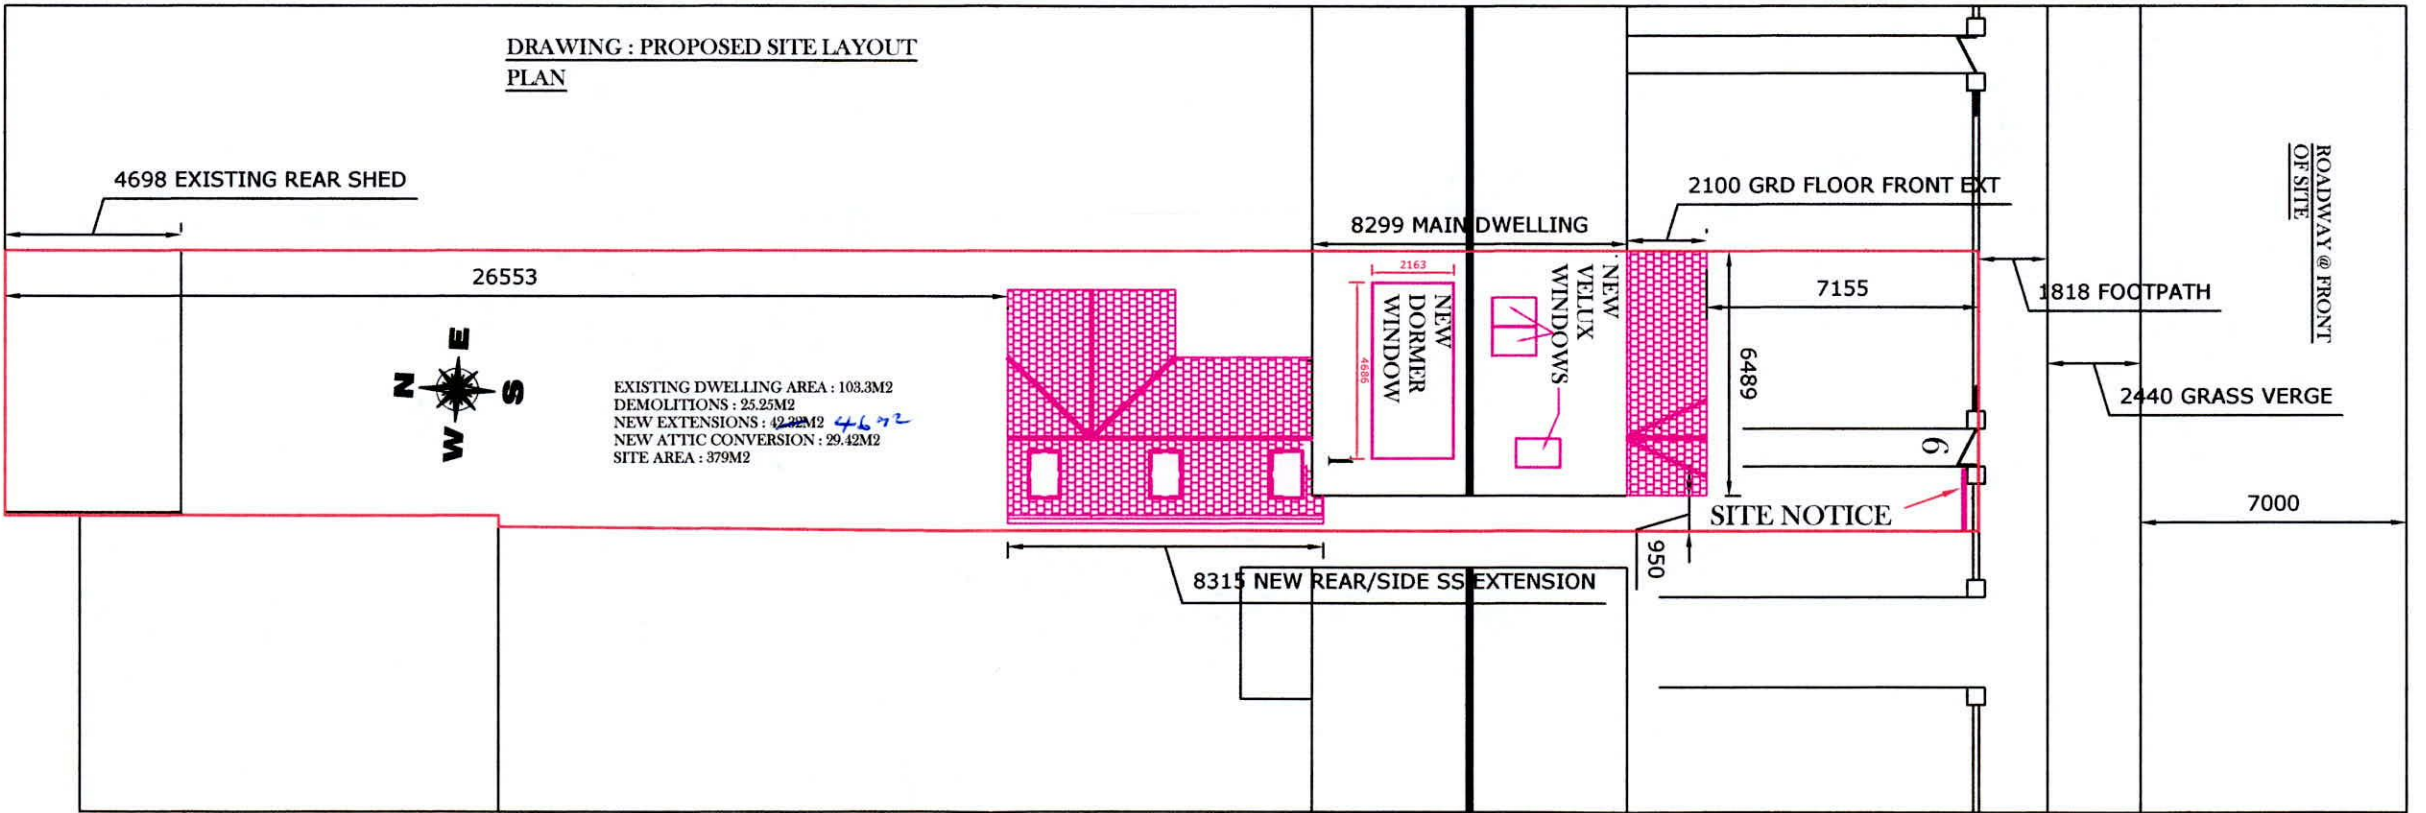 DRAWING : PROPOSED SITE LAYOUT
PLAN
4698 EXISTING REAR SHED
26553
8299 MAIN DWELLING
2100 GRD FLOOR FRONT EXT
7155
1818 FOOTPATH
2440 GRASS VERGE
ROADWAY @ FRONT
OF SITE
7000
2163
4686
NEW
DORMER
WINDOW
NEW
VELUX
WINDOWS
6489
6
SITE NOTICE
950
8315 NEW REAR/SIDE SS EXTENSION
N
E
S
W
EXISTING DWELLING AREA : 103.3M2
DEMOLITIONS : 25.25M2
NEW EXTENSIONS : 42.32M2 46m2
NEW ATTIC CONVERSION : 29.42M2
SITE AREA : 379M2